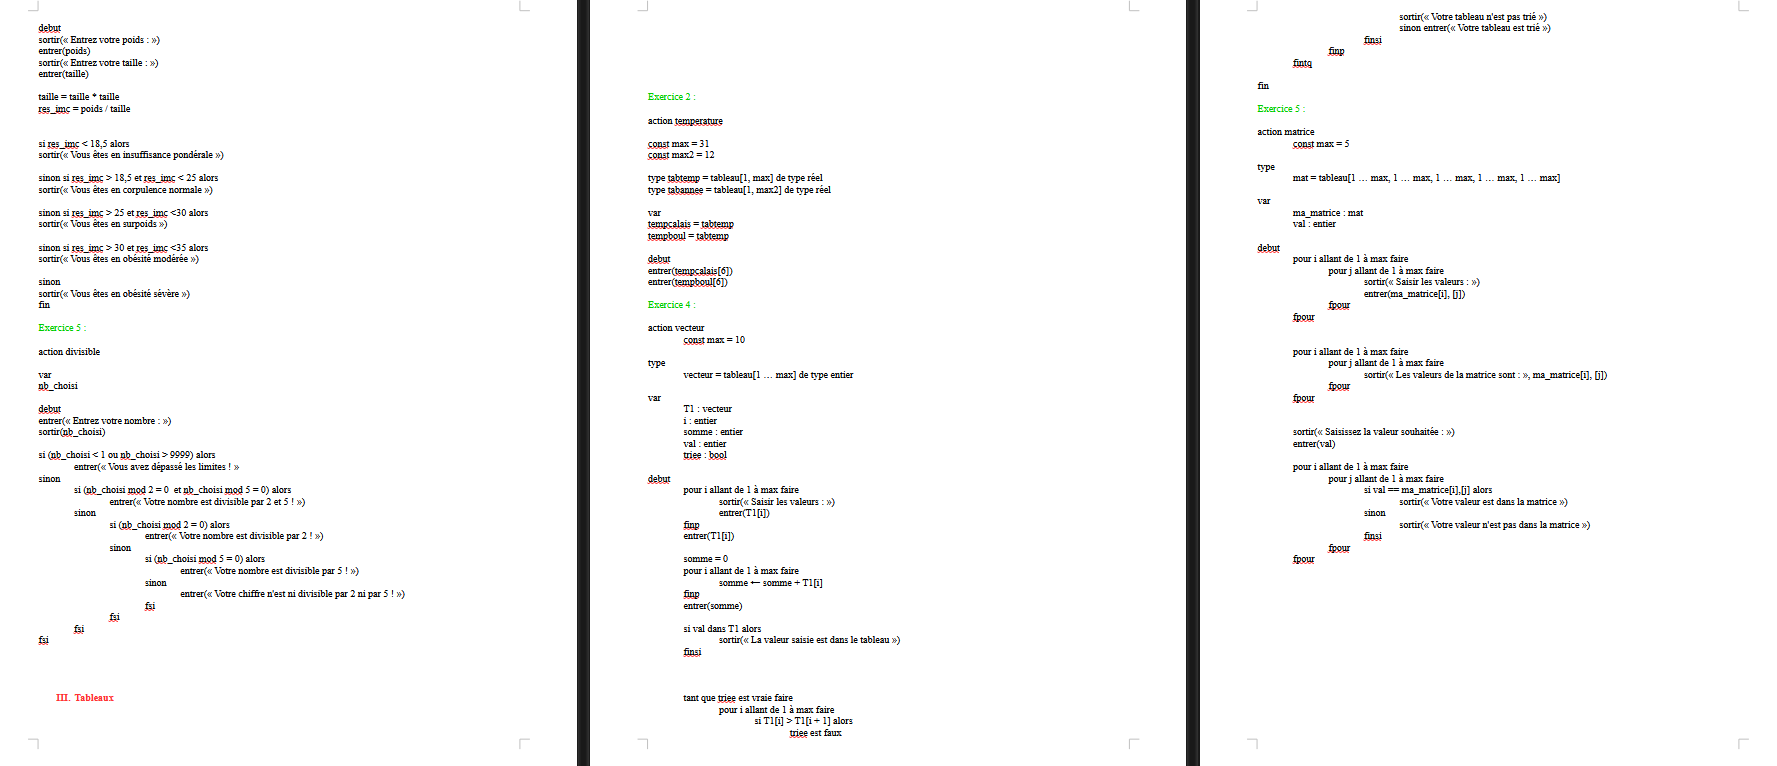 debut
sortir(« Entrez votre poids : »)
entrer(poids)
sortir(« Entrez votre taille : »)
entrer(taille)
taille = taille * taille
res_imc = poids / taille
si res_imc < 18,5 alors
sortir(« Vous êtes en insuffisance pondérale »)
sinon si res_imc > 18,5 et res_imc < 25 alors
sortir(« Vous êtes en corpulence normale »)
sinon si res_imc > 25 et res_imc <30 alors
sortir(« Vous êtes en surpoids »)
sinon si res_imc > 30 et res_imc <35 alors
sortir(« Vous êtes en obésité modérée »)
sinon
sortir(« Vous êtes en obésité sévère »)
fin
Exercice 5 :
action divisible
var
nb_choisi
debut
entrer(« Entrez votre nombre : »)
sortir(nb_choisi)
si (nb_choisi < 1 ou nb_choisi > 9999) alors
entrer(« Vous avez dépassé les limites ! »
sinon
si (nb_choisi mod 2 = 0  et nb_choisi mod 5 = 0) alors
entrer(« Votre nombre est divisible par 2 et 5 ! »)
sinon
si (nb_choisi mod 2 = 0) alors
entrer(« Votre nombre est divisible par 2 ! »)
sinon
si (nb_choisi mod 5 = 0) alors
entrer(« Votre nombre est divisible par 5 ! »)
sinon
entrer(« Votre chiffre n'est ni divisible par 2 ni par 5 ! »)
fsi
fsi
fsi
fsi
III. Tableaux
Exercice 2 :
action temperature
const max = 31
const max2 = 12
type tabtemp = tableau[1, max] de type réel
type tabannee = tableau[1, max2] de type réel
var
tempcalais = tabtemp
tempboul = tabtemp
debut
entrer(tempcalais[6])
entrer(tempboul[6])
Exercice 4 :
action vecteur
const max = 10
type
vecteur = tableau[1 … max] de type entier
var
T1 : vecteur
i : entier
somme : entier
val : entier
triee : bool
debut
pour i allant de 1 à max faire
sortir(« Saisir les valeurs : »)
entrer(T1[i])
finp
entrer(T1[i])
somme = 0
pour i allant de 1 à max faire
somme ← somme + T1[i]
finp
entrer(somme)
si val dans T1 alors
sortir(« La valeur saisie est dans le tableau »)
finsi
tant que triee est vraie faire
pour i allant de 1 à max faire
si T1[i] > T1[i + 1] alors
triee est faux
sortir(« Votre tableau n'est pas trié »)
sinon entrer(« Votre tableau est trié »)
finsi
finp
fintq
fin
Exercice 5 :
action matrice
const max = 5
type
mat = tableau[1 … max, 1 … max, 1 … max, 1 … max, 1 … max]
var
ma_matrice : mat
val : entier
debut
pour i allant de 1 à max faire
pour j allant de 1 à max faire
sortir(« Saisir les valeurs : »)
entrer(ma_matrice[i], [j])
fpour
fpour
pour i allant de 1 à max faire
pour j allant de 1 à max faire
sortir(« Les valeurs de la matrice sont : », ma_matrice[i], [j])
fpour
fpour
sortir(« Saisissez la valeur souhaitée : »)
entrer(val)
pour i allant de 1 à max faire
pour j allant de 1 à max faire
si val == ma_matrice[i],[j] alors
sortir(« Votre valeur est dans la matrice »)
sinon
sortir(« Votre valeur n'est pas dans la matrice »)
finsi
fpour
fpour